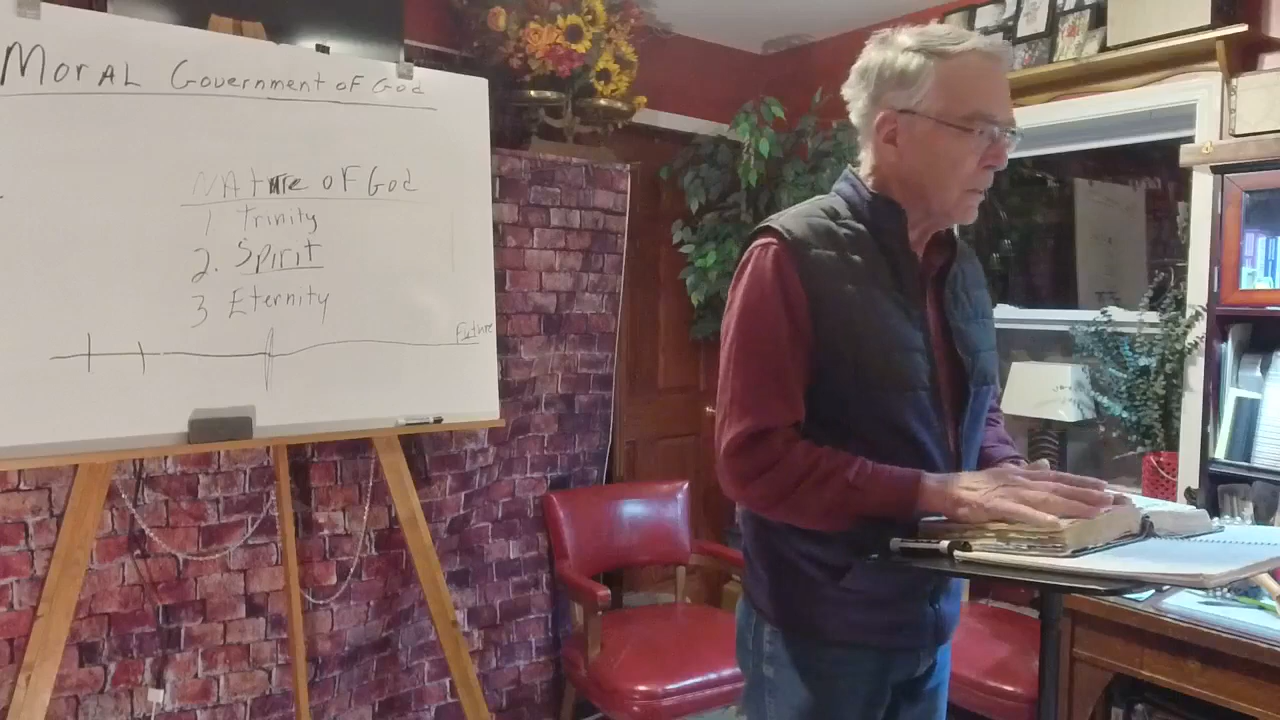 Moral Government of God
Nature of God
1 Trinity
2. Spirit
3 Eternity
Future